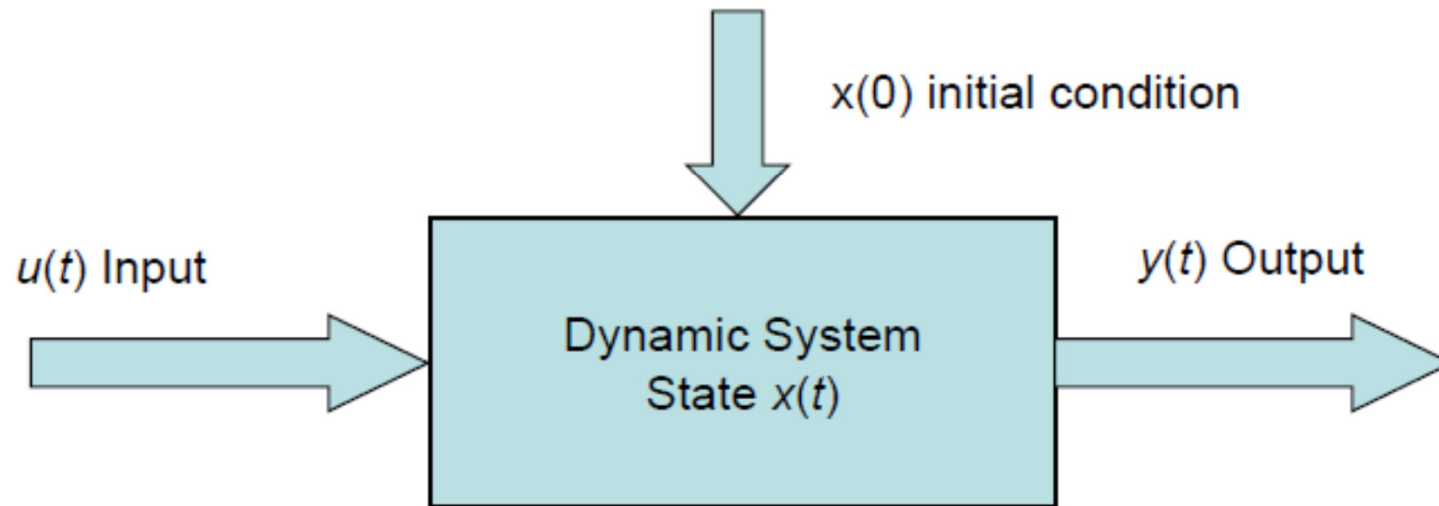 x(0) initial condition
u(t) Input
y(t) Output
Dynamic System
State x(t)